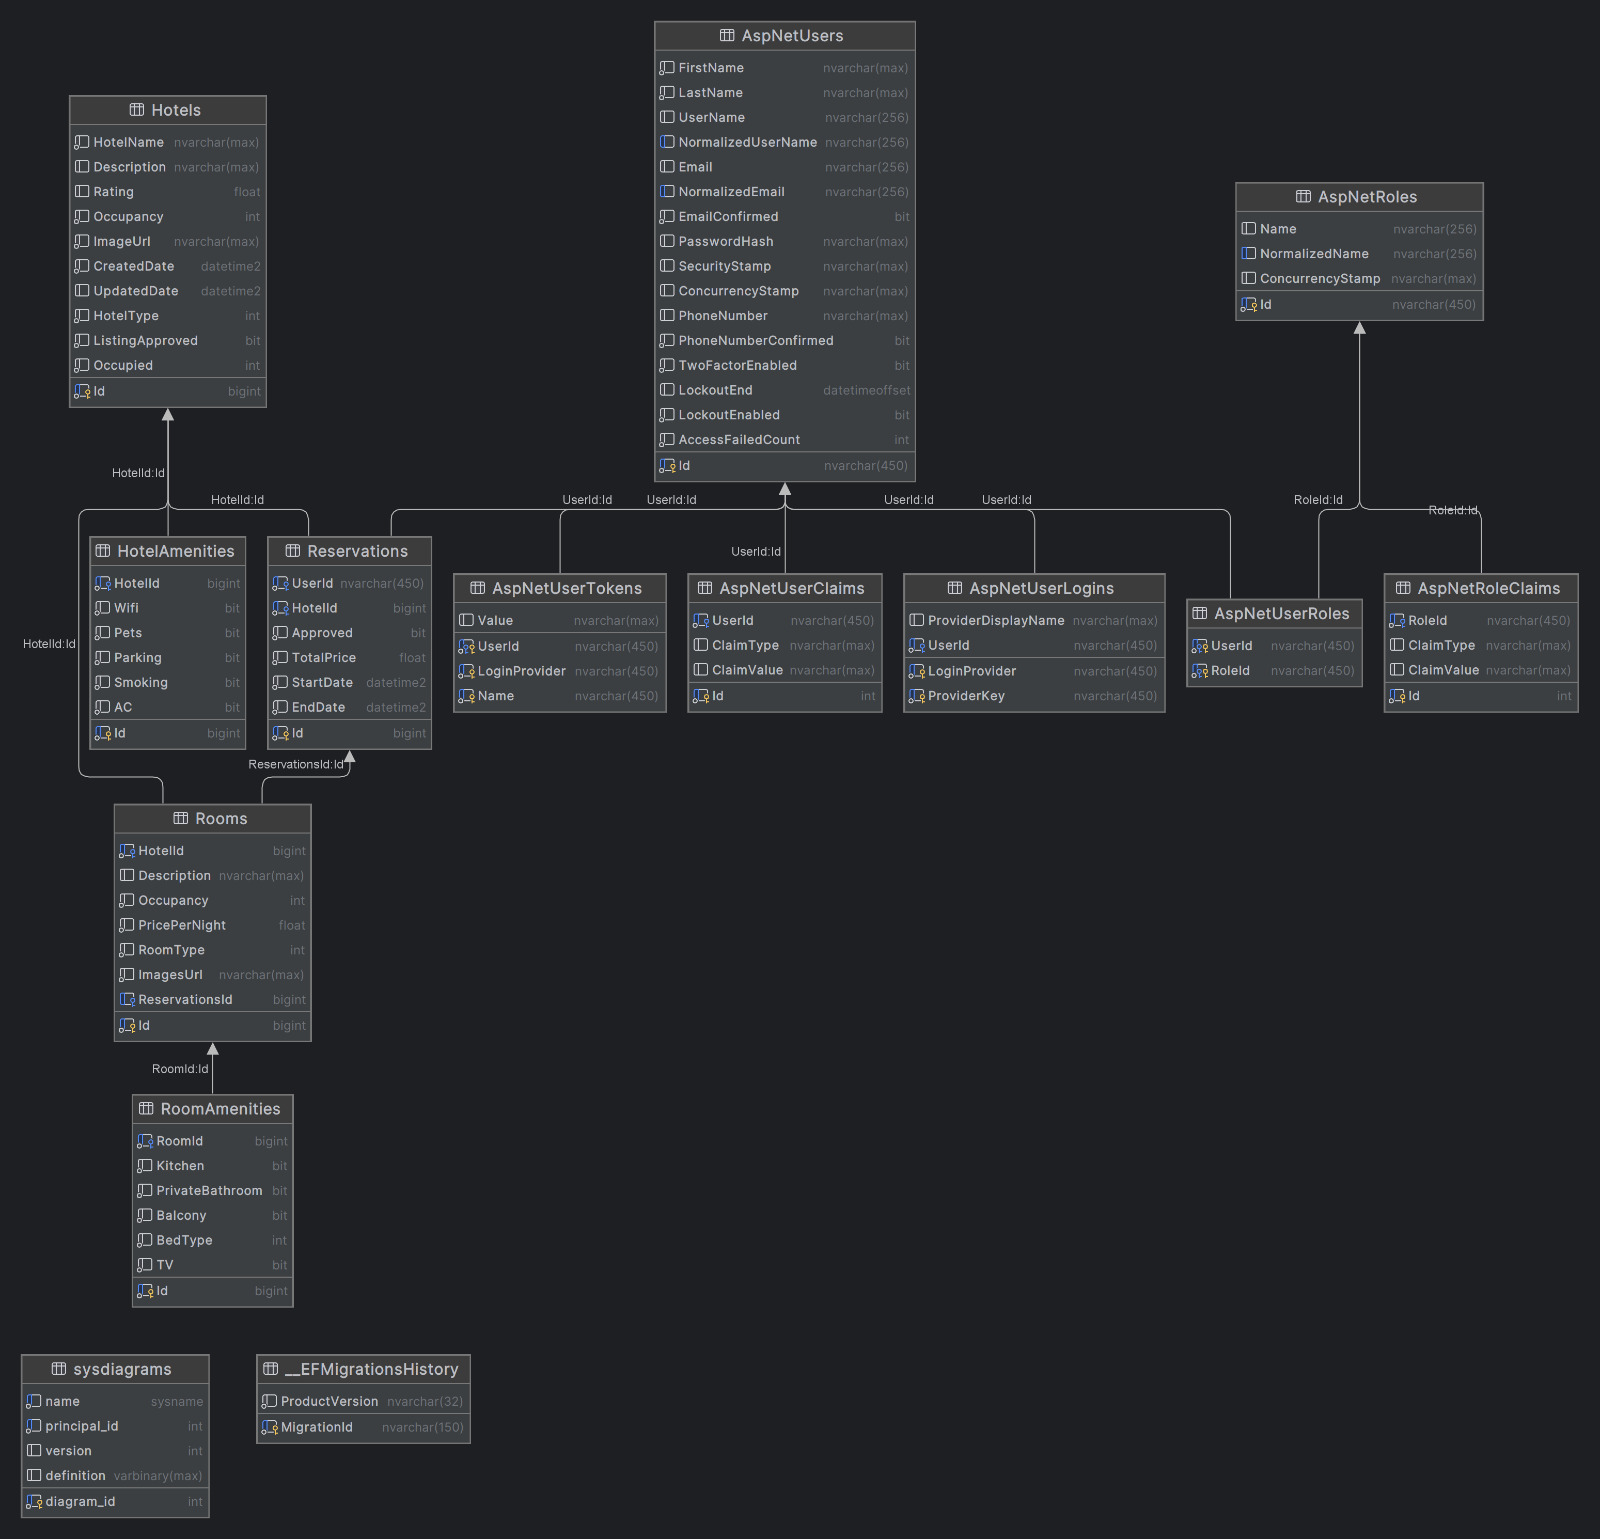 AspNetUsers
FirstName nvarchar(max)
LastName nvarchar(max)
UserName nvarchar(256)
NormalizedUserName nvarchar(256)
Email nvarchar(256)
NormalizedEmail nvarchar(256)
EmailConfirmed bit
PasswordHash nvarchar(max)
SecurityStamp nvarchar(max)
ConcurrencyStamp nvarchar(max)
PhoneNumber nvarchar(max)
PhoneNumberConfirmed bit
TwoFactorEnabled bit
LockoutEnd datetimeoffset
LockoutEnabled bit
AccessFailedCount int
Id nvarchar(450)
Hotels
HotelName nvarchar(max)
Description nvarchar(max)
Rating float
Occupancy int
ImageUrl nvarchar(max)
CreatedDate datetime2
UpdatedDate datetime2
HotelType int
ListingApproved bit
Occupied int
Id bigint
AspNetRoles
Name nvarchar(256)
NormalizedName nvarchar(256)
ConcurrencyStamp nvarchar(max)
Id nvarchar(450)
HotelId:Id
HotelId:Id
UserId:Id
UserId:Id
UserId:Id
UserId:Id
RoleId:Id
RoleId:Id
UserId:Id
HotelId:Id
HotelAmenities
HotelId bigint
Wifi bit
Pets bit
Parking bit
Smoking bit
AC bit
Id bigint
Reservations
UserId nvarchar(450)
HotelId bigint
Approved bit
TotalPrice float
StartDate datetime2
EndDate datetime2
Id bigint
AspNetUserTokens
Value nvarchar(max)
UserId nvarchar(450)
LoginProvider nvarchar(450)
Name nvarchar(450)
AspNetUserClaims
UserId nvarchar(450)
ClaimType nvarchar(max)
ClaimValue nvarchar(max)
Id int
AspNetUserLogins
ProviderDisplayName nvarchar(max)
UserId nvarchar(450)
LoginProvider nvarchar(450)
ProviderKey nvarchar(450)
AspNetUserRoles
UserId nvarchar(450)
RoleId nvarchar(450)
AspNetRoleClaims
RoleId nvarchar(450)
ClaimType nvarchar(max)
ClaimValue nvarchar(max)
Id int
ReservationsId:Id
Rooms
HotelId bigint
Description nvarchar(max)
Occupancy int
PricePerNight float
RoomType int
ImagesUrl nvarchar(max)
ReservationsId bigint
Id bigint
RoomId:Id
RoomAmenities
RoomId bigint
Kitchen bit
PrivateBathroom bit
Balcony bit
BedType int
TV bit
Id bigint
sysdiagrams
name sysname
principal_id int
version int
definition varbinary(max)
diagram_id int
__EFMigrationsHistory
ProductVersion nvarchar(32)
MigrationId nvarchar(150)